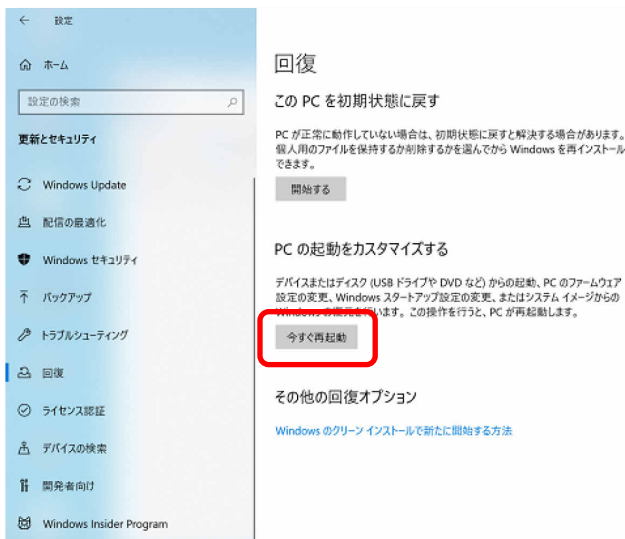 設定
ホーム
設定の検索
更新とセキュリティ
Windows Update
配信の最適化
Windows セキュリティ
バックアップ
トラブルシューティング
回復
ライセンス認証
デバイスの検索
開発者向け
Windows Insider Program
回復
この PC を初期状態に戻す
PC が正常に動作していない場合は、初期状態に戻すと解決する場合があります。
個人用のファイルを保持するか削除するかを選んでから Windows を再インストール
できます。
開始する
PC の起動をカスタマイズする
デバイスまたはディスク (USB ドライブや DVD など) からの起動、PC のファームウェア
設定の変更、Windows スタートアップ設定の変更、またはシステム イメージからの
Windows の復元を行います。この操作を行うと、PC が再起動します。
今すぐ再起動
その他の回復オプション
Windows のクリーン インストールで新たに開始する方法